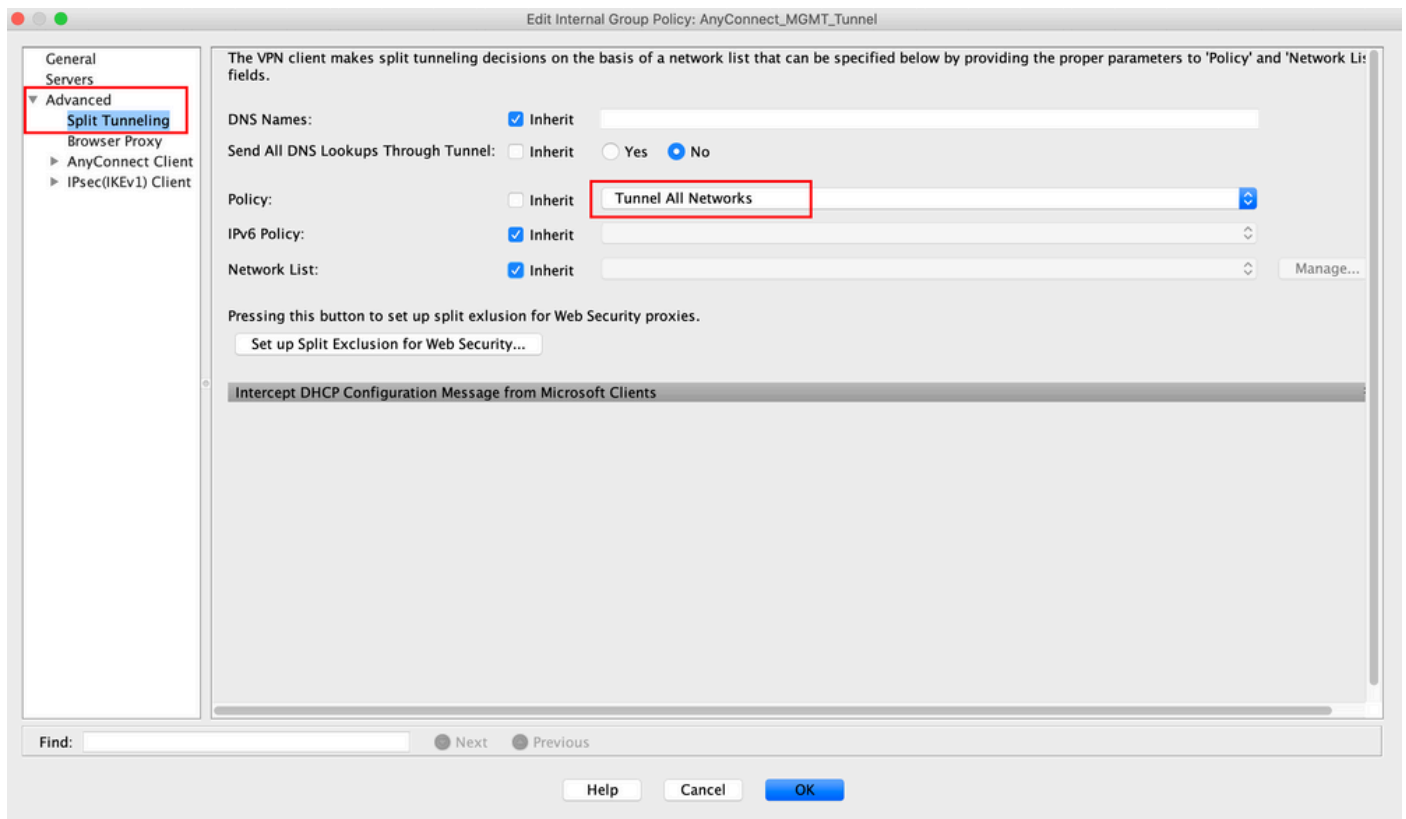 Edit Internal Group Policy: AnyConnect_MGMT_Tunnel
General
Servers
Advanced
Split Tunneling
Browser Proxy
AnyConnect Client
IPsec(IKEv1) Client
The VPN client makes split tunneling decisions on the basis of a network list that can be specified below by providing the proper parameters to 'Policy' and 'Network Lis
fields.
DNS Names: Inherit
Send All DNS Lookups Through Tunnel: Inherit Yes No
Policy: Inherit Tunnel All Networks
IPv6 Policy: Inherit
Network List: Inherit Manage...
Pressing this button to set up split exlusion for Web Security proxies.
Set up Split Exclusion for Web Security...
Intercept DHCP Configuration Message from Microsoft Clients
Find: Next Previous
Help Cancel OK